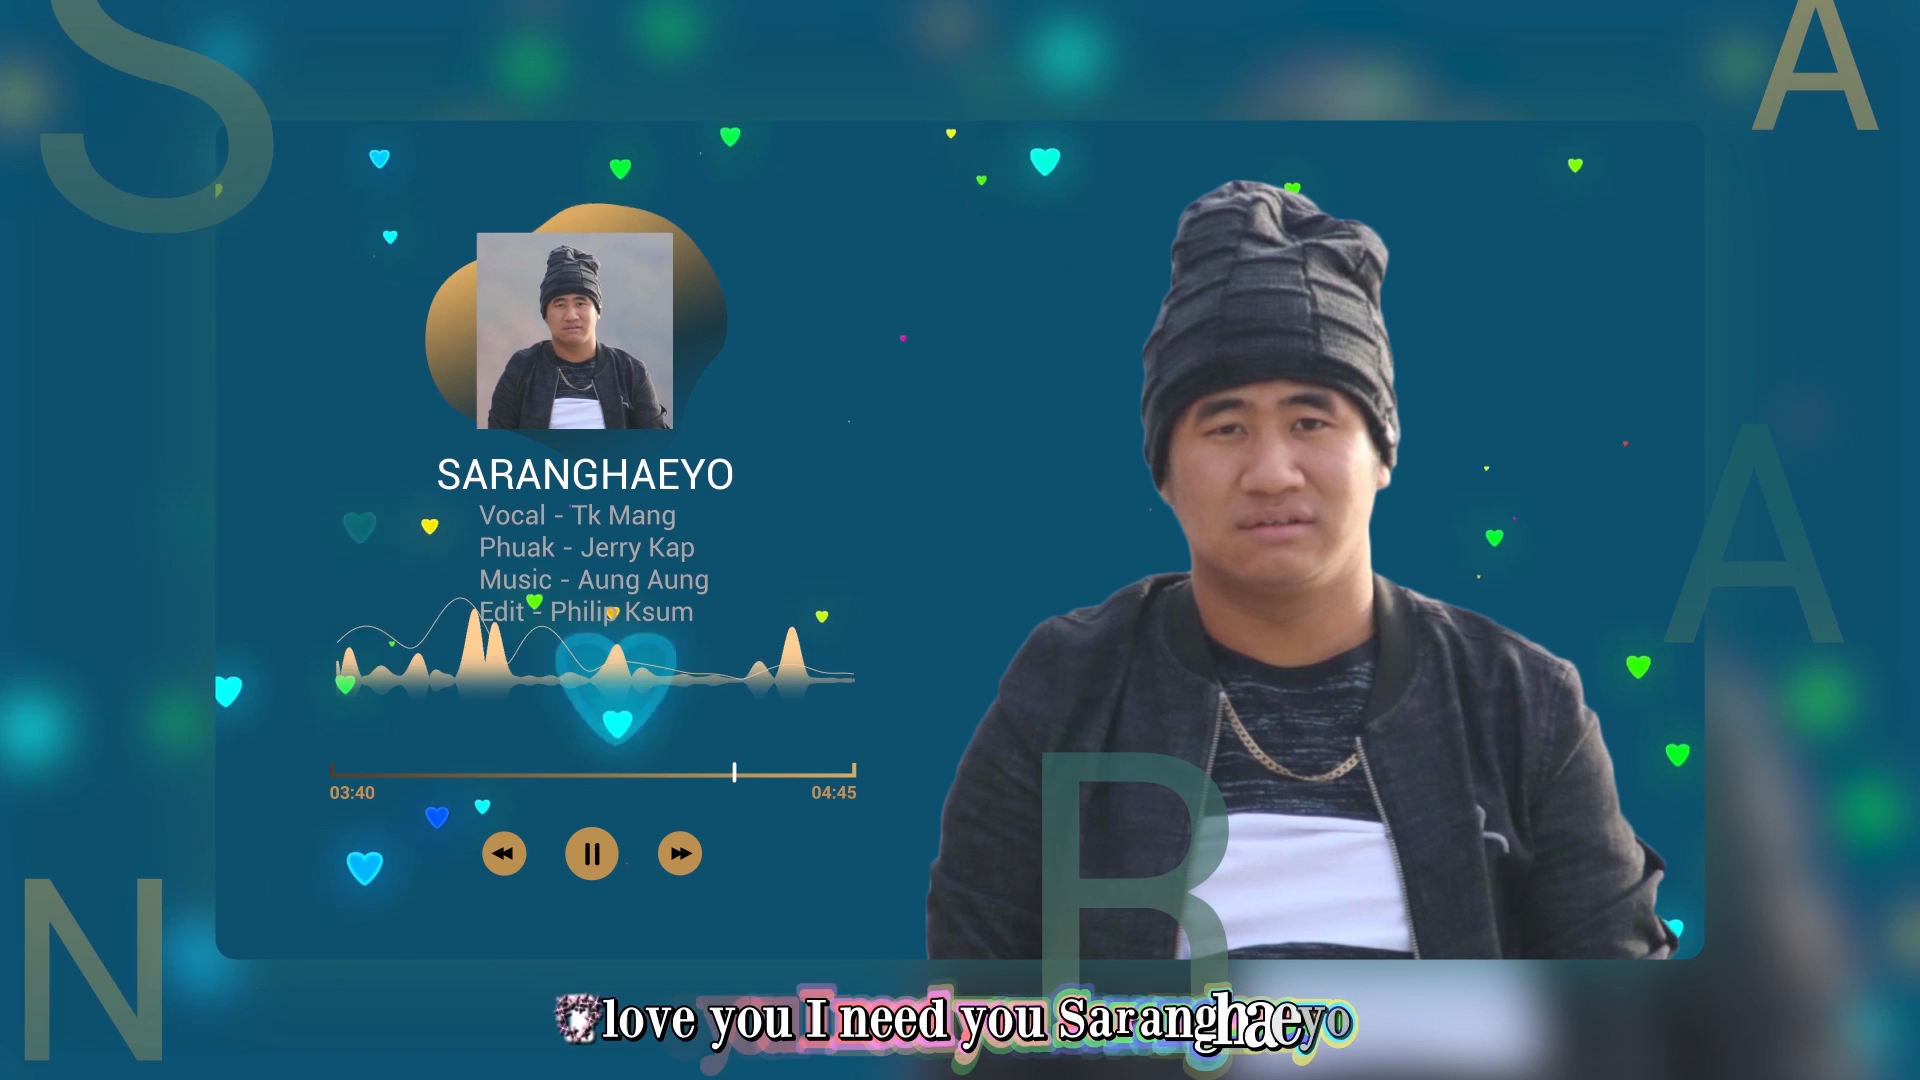 S
A
SARANGHAEYO
Vocal - Tk Mang
Phuak - Jerry Kap
Music - Aung Aung
Edit - Philip Ksum
A
03:40
04:45
R
N
love you I need you Saranghaeyo